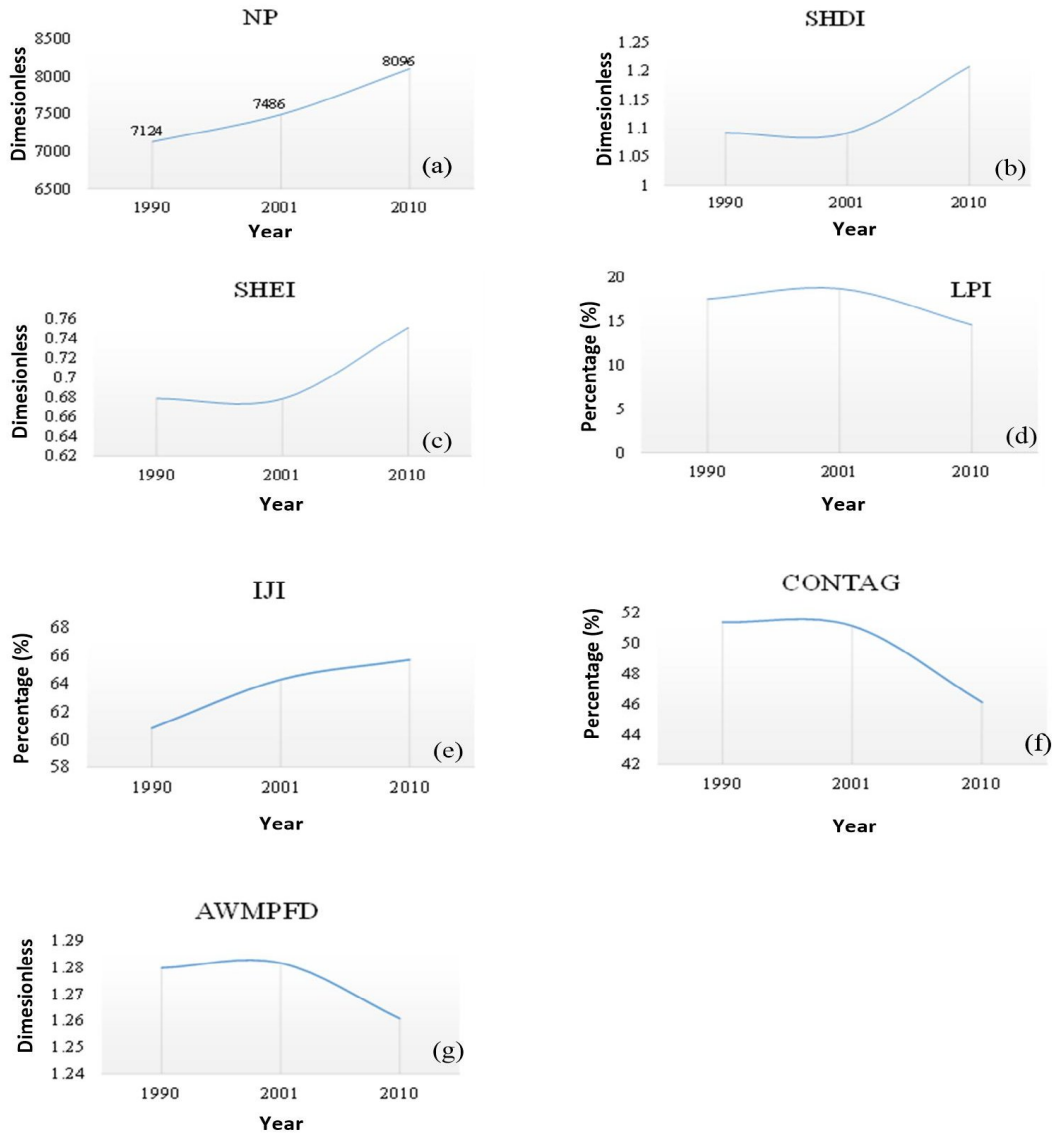 NP
Dimesionless
8500
8000
7500
7000
6500
7124
7486
8096
(a)
1990 2001 2010
Year
SHDI
Dimesionless
1.25
1.2
1.15
1.1
1.05
1
(b)
1990 2001 2010
Year
SHEI
Dimesionless
0.76
0.74
0.72
0.7
0.68
0.66
0.64
0.62
(c)
1990 2001 2010
Year
LPI
Percentage (%)
20
15
10
5
0
(d)
1990 2001 2010
Year
IJI
Percentage (%)
68
66
64
62
60
58
(e)
1990 2001 2010
Year
CONTAG
Percentage (%)
52
50
48
46
44
42
(f)
1990 2001 2010
Year
AWMPFD
Dimesionless
1.29
1.28
1.27
1.26
1.25
1.24
(g)
1990 2001 2010
Year